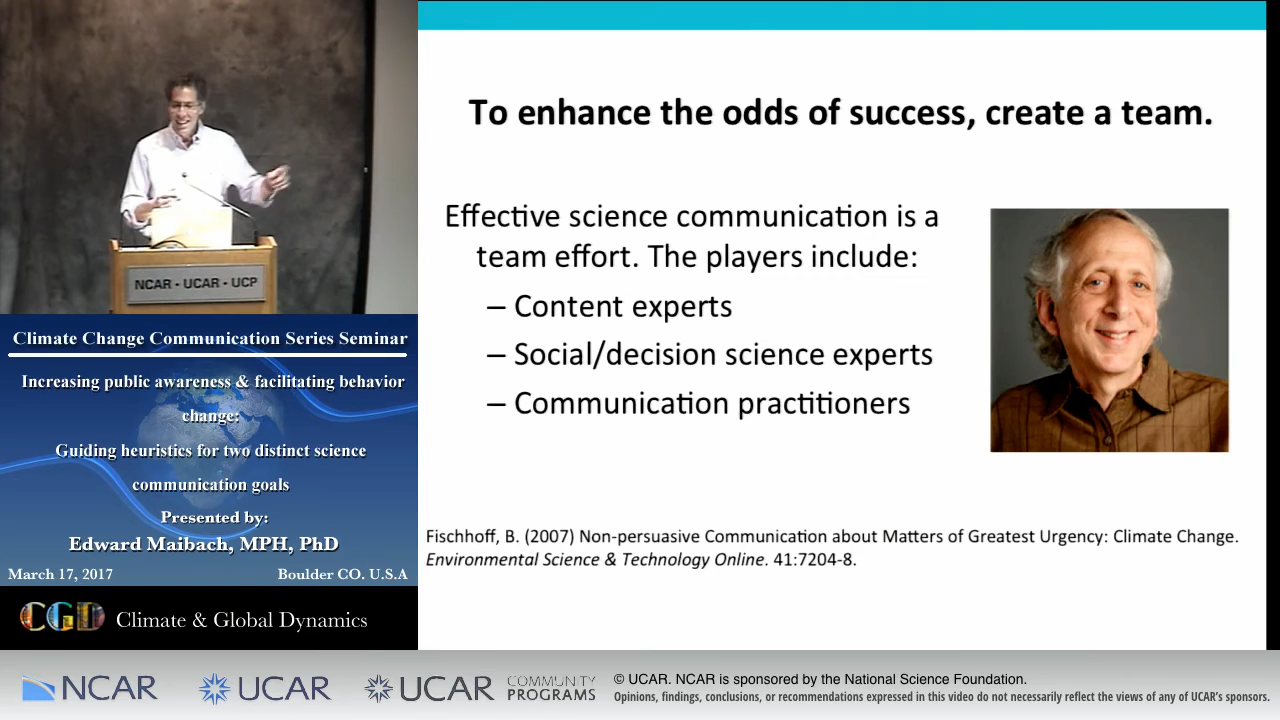 NCAR • UCAR • UCP
Climate Change Communication Series Seminar
Increasing public awareness & facilitating behavior
change:
Guiding heuristics for two distinct science
communication goals
Presented by:
Edward Maibach, MPH, PhD
March 17, 2017 Boulder CO. U.S.A
CGD Climate & Global Dynamics
To enhance the odds of success, create a team.
Effective science communication is a
team effort. The players include:
– Content experts
– Social/decision science experts
– Communication practitioners
Fischhoff, B. (2007) Non-persuasive Communication about Matters of Greatest Urgency: Climate Change.
Environmental Science & Technology Online. 41:7204-8.
NCAR UCAR UCAR COMMUNITY
PROGRAMS
© UCAR. NCAR is sponsored by the National Science Foundation.
Opinions, findings, conclusions, or recommendations expressed in this video do not necessarily reflect the views of any of UCAR's sponsors.